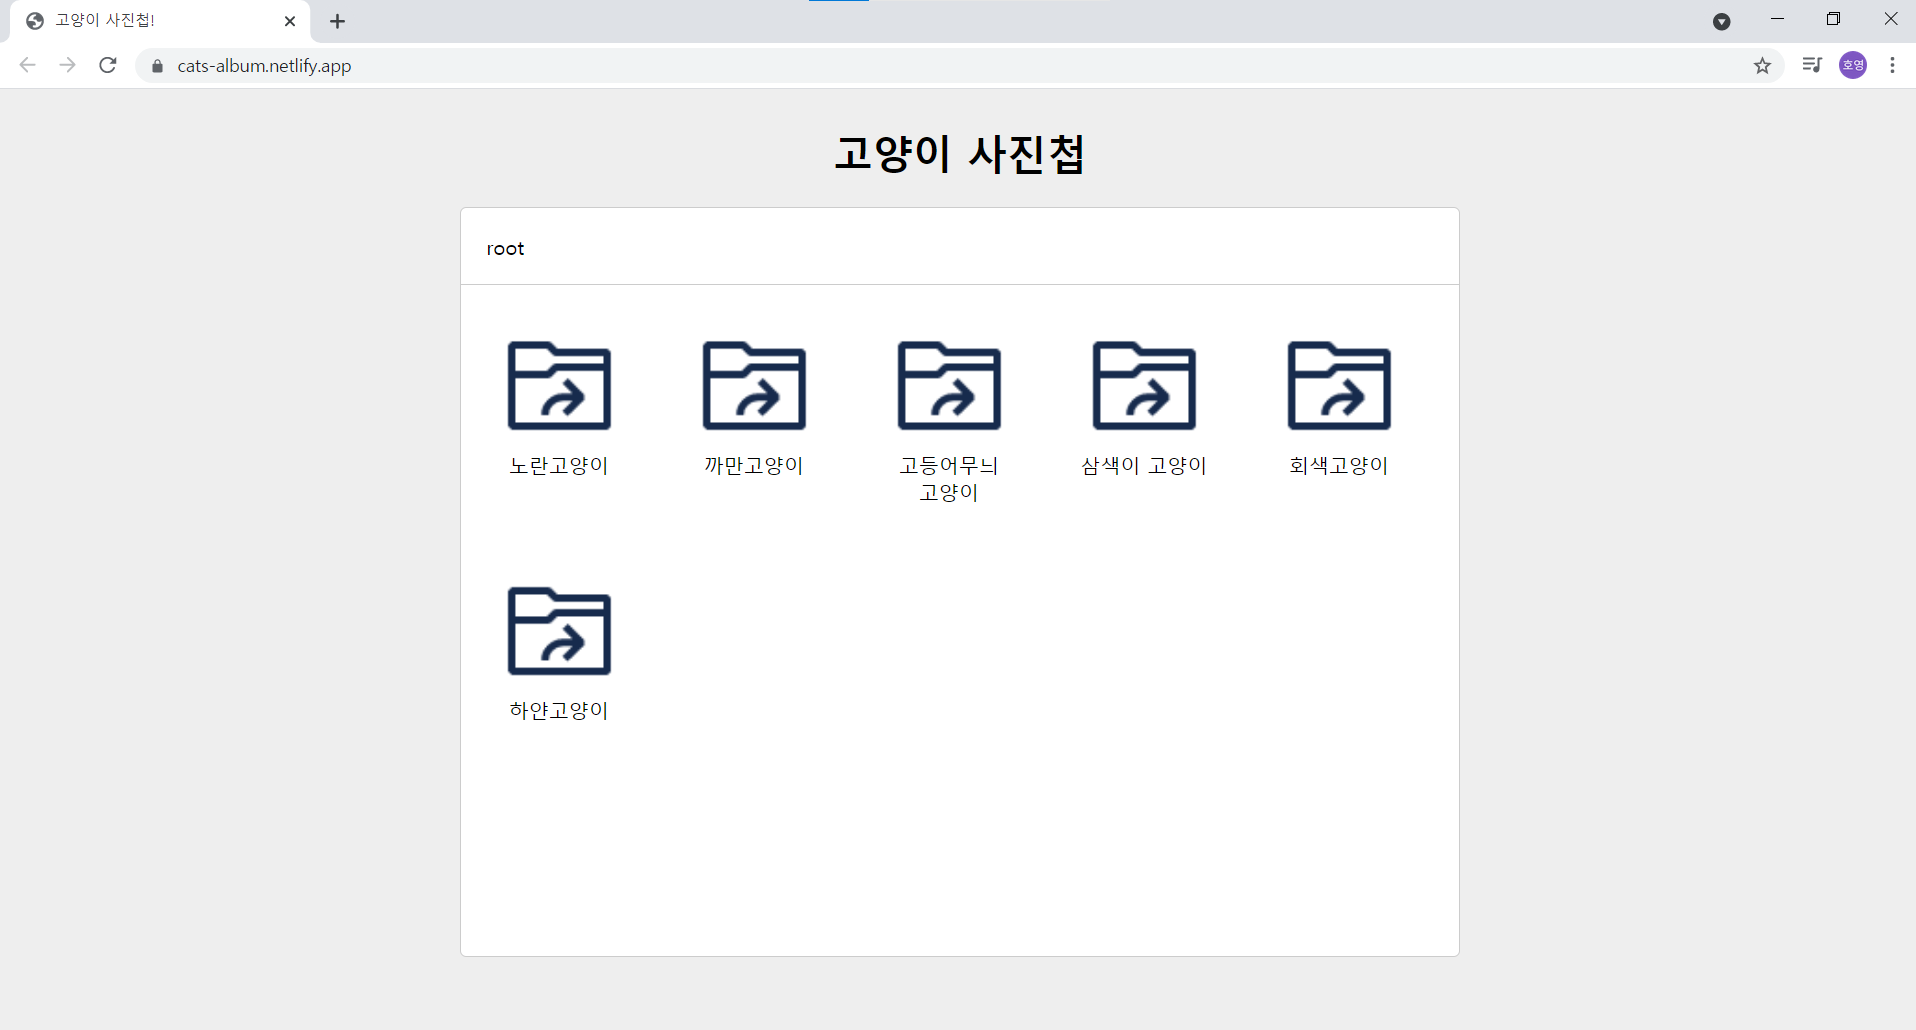 고양이 사진첩!
cats-album.netlify.app
호영
고양이 사진첩
root
노란고양이
까만고양이
고등어무늬
고양이
삼색이 고양이
회색고양이
하얀고양이